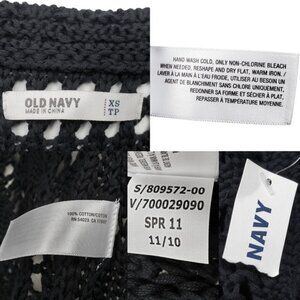 OLD NAVY
MADE IN CHINA
XS
TP
HAND WASH COLD, ONLY NON-CHLORINE BLEACH
WHEN NEEDED, RESHAPE AND DRY FLAT, WARM IRON /
LAVER À LA MAIN À L'EAU FROIDE,
UTILISER AU BESOIN UN AGENT
DE BLANCHIMENT SANS CHLORE UNIQUEMENT,
REDONNER SA FORME ET SÉCHER À PLAT,
REPASSER À TEMPÉRATURE MOYENNE.
100% COTTON/COTON
RN 54023. CA
S/809572-00
V/700029090
SPR 11
11/10
NAVY